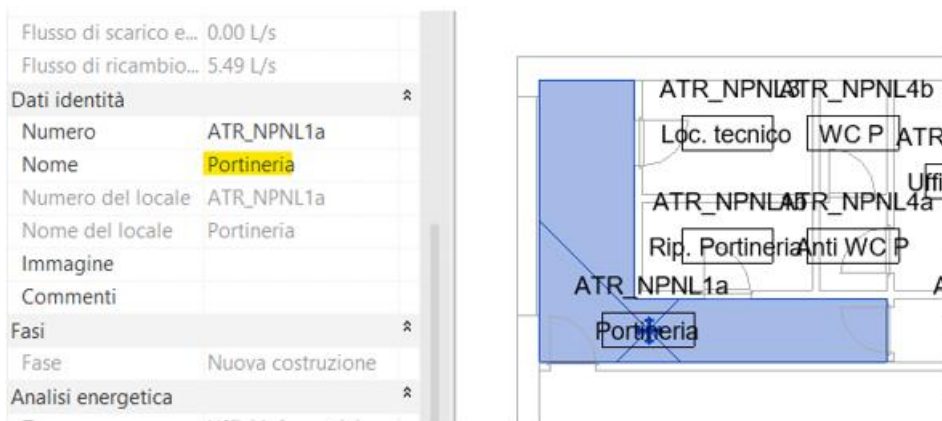 Flusso di scarico e... 0.00 L/s
Flusso di ricambio... 5.49 L/s
Dati identità
Numero ATR_NPNL1a
Nome Portineria
Numero del locale ATR_NPNL1a
Nome del locale Portineria
Immagine
Commenti
Fasi
Fase Nuova costruzione
Analisi energetica
ATR_NPNL4b
Loc. tecnico WC P ATR
ATR_NPNL4a
Rip. Portineria Anti WC P
ATR_NPNL1a
Portineria